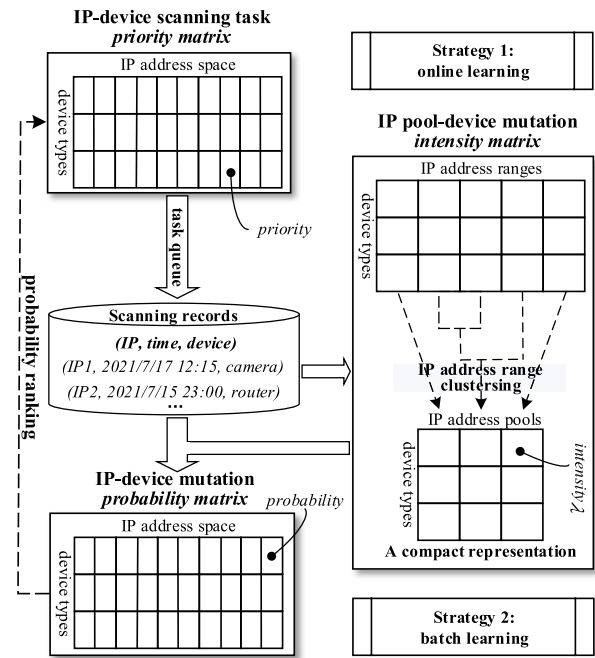 IP-device scanning task
priority matrix
IP address space
device types
priority
task queue
Scanning records
(IP, time, device)
(IP1, 2021/7/17 12:15, camera)
(IP2, 2021/7/15 23:00, router)
...
probability ranking
IP-device mutation
probability matrix
probability
IP address space
device types
Strategy 1:
online learning
IP pool-device mutation
intensity matrix
IP address ranges
device types
IP address range
clustersing
IP address pools
device types
intensity λ
A compact representation
Strategy 2:
batch learning